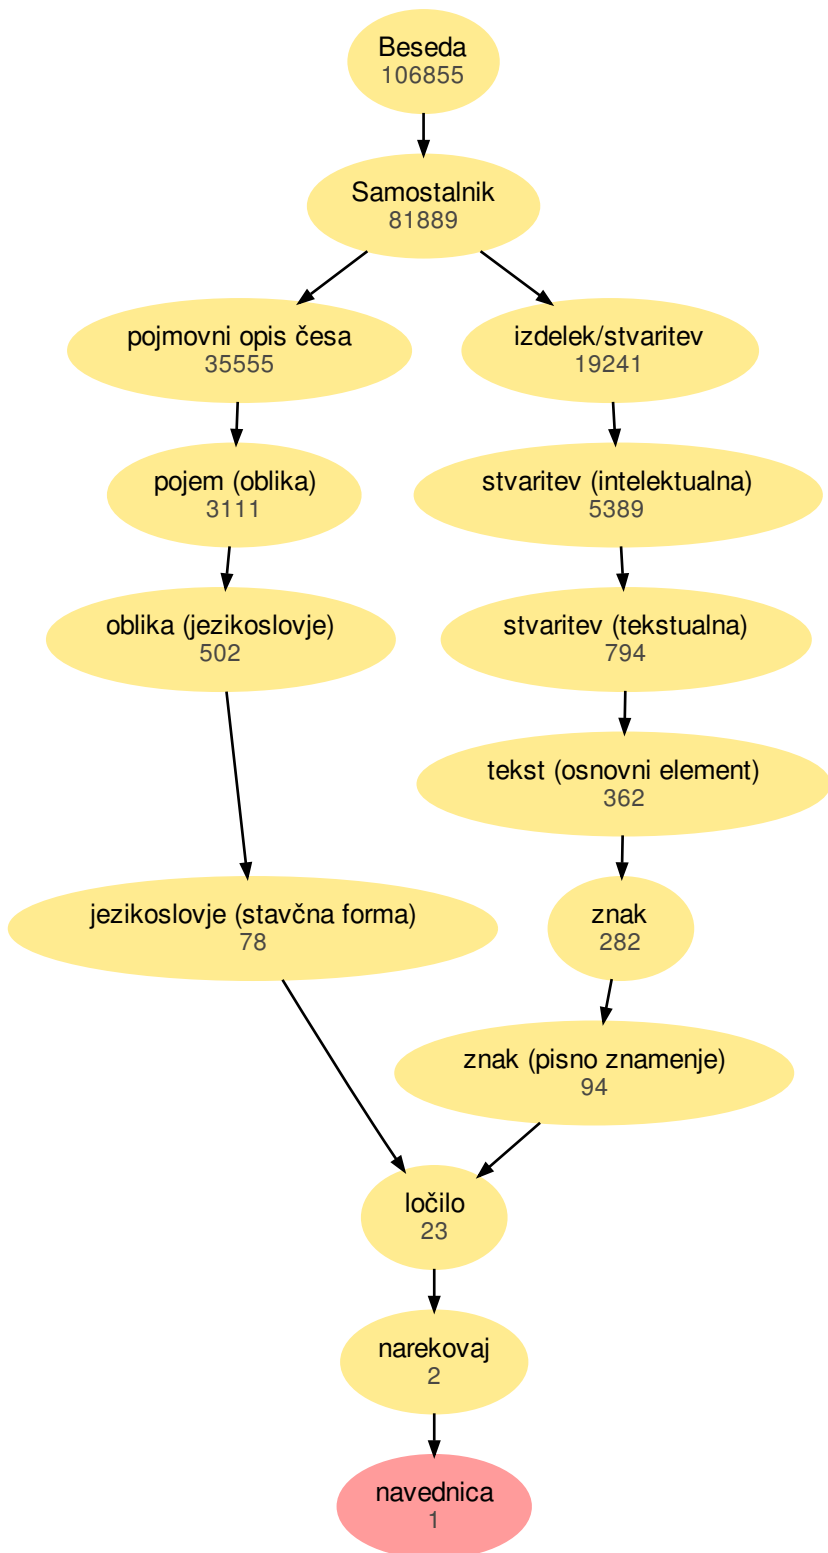 Beseda
106855
Samostalnik
81889
pojmovni opis česa
35555
izdelek/stvaritev
19241
pojem (oblika)
3111
stvaritev (intelektualna)
5389
oblika (jezikoslovje)
502
stvaritev (tekstualna)
794
tekst (osnovni element)
362
jezikoslovje (stavčna forma)
78
znak
282
znak (pisno znamenje)
94
ločilo
23
narekovaj
2
navednica
1